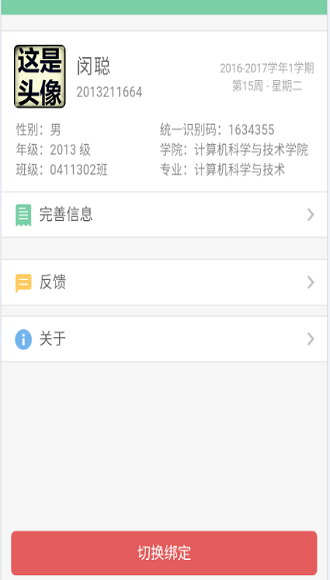 这是
头像
闵聪
2013211664
2016-2017学年1学期
第15周 - 星期二
性别：男
统一识别码：1634355
年级：2013 级
学院：计算机科学与技术学院
班级：0411302班
专业：计算机科学与技术
完善信息
反馈
关于
切换绑定